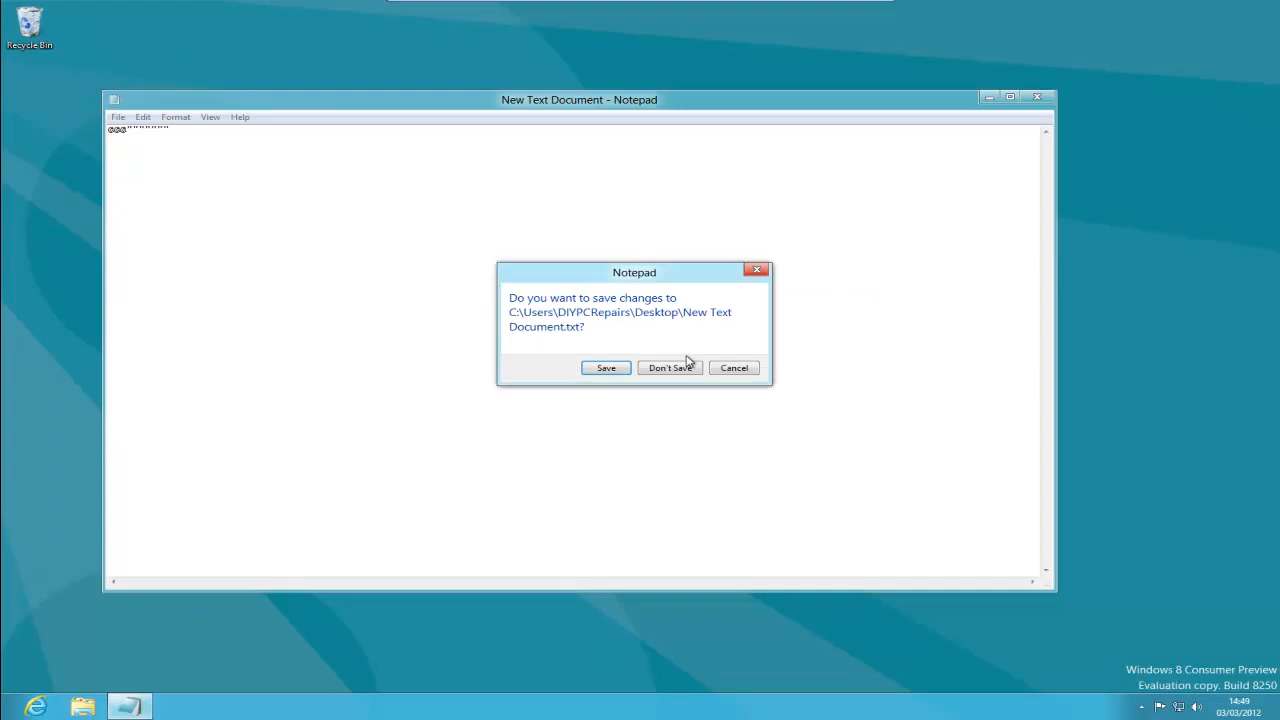 Recycle Bin
New Text Document - Notepad
File Edit Format View Help
@@@""""""""
Notepad
Do you want to save changes to
C:\Users\DIYPCRepairs\Desktop\New Text
Document.txt?
Save Don't Save Cancel
Windows 8 Consumer Preview
Evaluation copy. Build 8250
14:49
03/03/2012